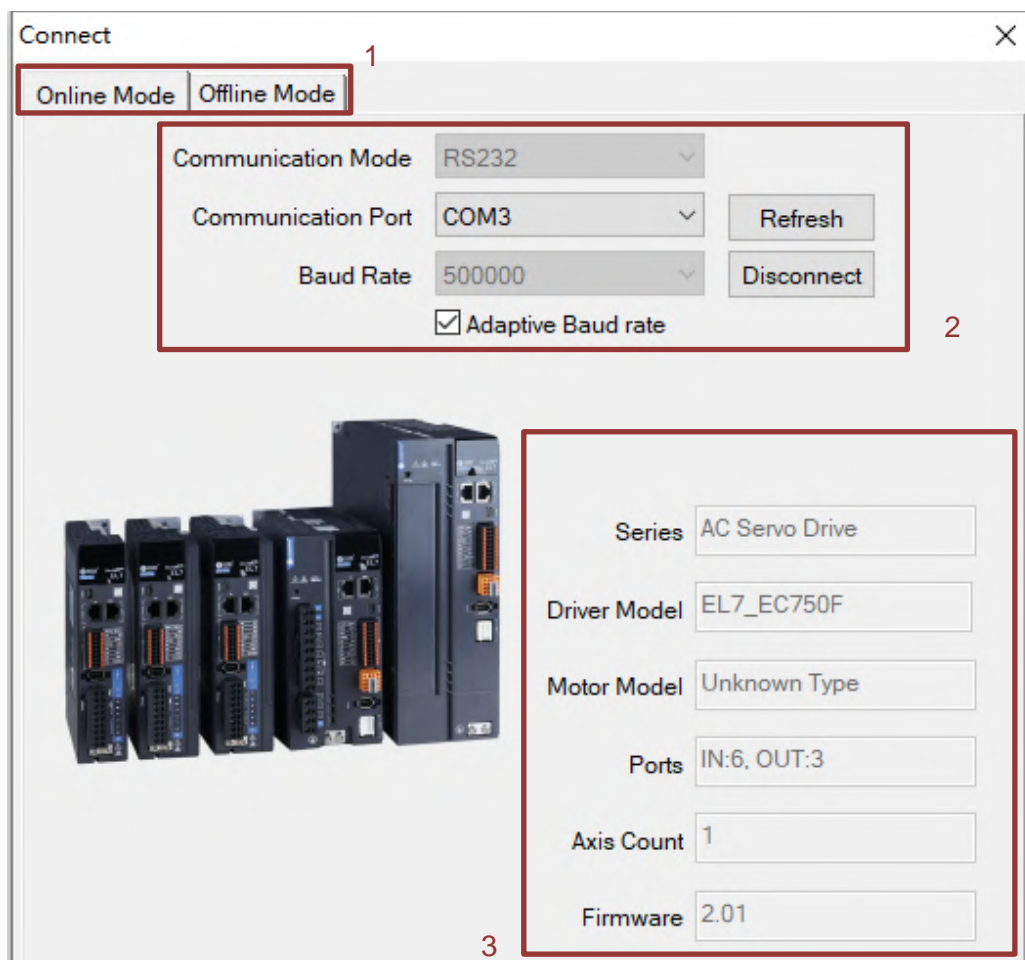 Connect
1
Online Mode Offline Mode
Communication Mode RS232
Communication Port COM3 Refresh
Baud Rate 500000 Disconnect
Adaptive Baud rate
2
Series AC Servo Drive
Driver Model EL7_EC750F
Motor Model Unknown Type
Ports IN:6, OUT:3
Axis Count 1
Firmware 2.01
3